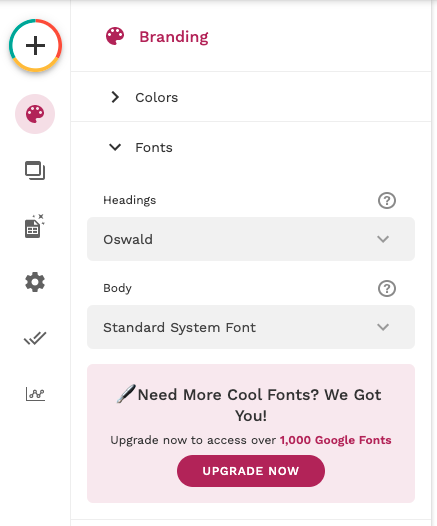 Branding
Colors
Fonts
Headings
Oswald
Body
Standard System Font
Need More Cool Fonts? We Got
You!
Upgrade now to access over 1,000 Google Fonts
UPGRADE NOW